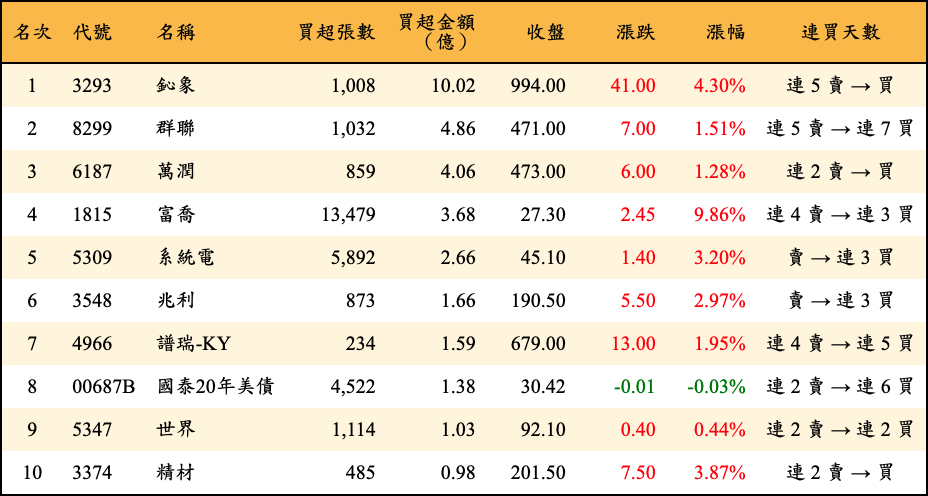 名次 代號 名稱 買超張數 買超金額（億） 收盤 漲跌 漲幅 連買天數
1 3293 鈊象 1,008 10.02 994.00 41.00 4.30% 連 5 賣 → 買
2 8299 群聯 1,032 4.86 471.00 7.00 1.51% 連 5 賣 → 連 7 買
3 6187 萬潤 859 4.06 473.00 6.00 1.28% 連 2 賣 → 買
4 1815 富喬 13,479 3.68 27.30 2.45 9.86% 連 4 賣 → 連 3 買
5 5309 系統電 5,892 2.66 45.10 1.40 3.20% 賣 → 連 3 買
6 3548 兆利 873 1.66 190.50 5.50 2.97% 賣 → 連 3 買
7 4966 譜瑞-KY 234 1.59 679.00 13.00 1.95% 連 4 賣 → 連 5 買
8 00687B 國泰20年美債 4,522 1.38 30.42 -0.01 -0.03% 連 2 賣 → 連 6 買
9 5347 世界 1,114 1.03 92.10 0.40 0.44% 連 2 賣 → 連 2 買
10 3374 精材 485 0.98 201.50 7.50 3.87% 連 2 賣 → 買